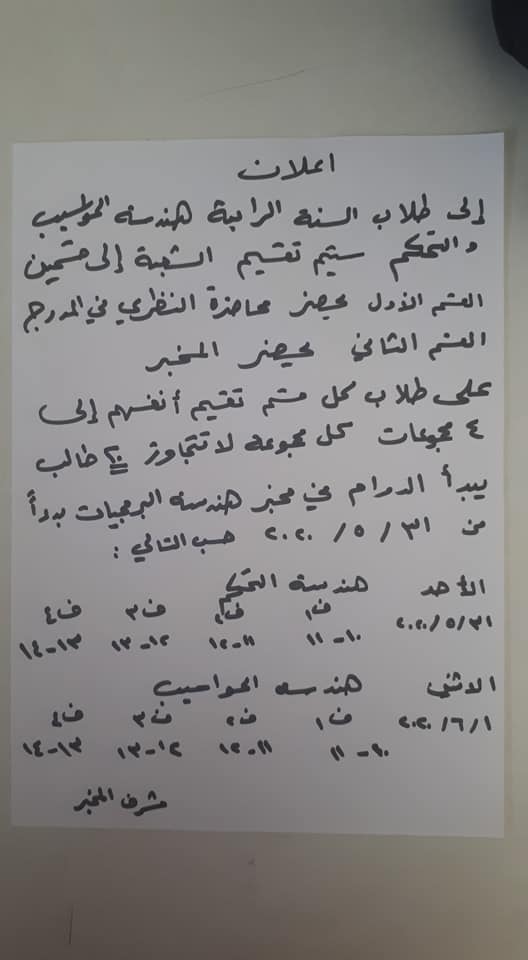 اعلان
إلى طلاب السنة الرابعة هندسة الحواسيب
والتحكم سيتم تقسيم الشعبة إلى قسمين
القسم الأول يحضر محاضرة النظري في المدرج
القسم الثاني يحضر المخبر
على طلاب كل قسم تقسيم أنفسهم إلى
٤ مجموعات كل مجموعة لا تتجاوز ٢٠ طالب
يبدأ الدوام في مخبر هندسة البرمجيات بدءاً
من ٣١ / ٥ / ٢٠٢٠ حسب التالي :
الأحد هندسة التحكم
٢٠٢٠/٥/٣١ ف١ ف٢ ف٣ ف٤
١٠-١١ ١١-١٢ ١٢-١٣ ١٣-١٤
الاثنين هندسة الحواسيب
٢٠٢٠/٦/١ ف١ ف٢ ف٣ ف٤
١٠-١١ ١١-١٢ ١٢-١٣ ١٣-١٤
مشرف المخبر